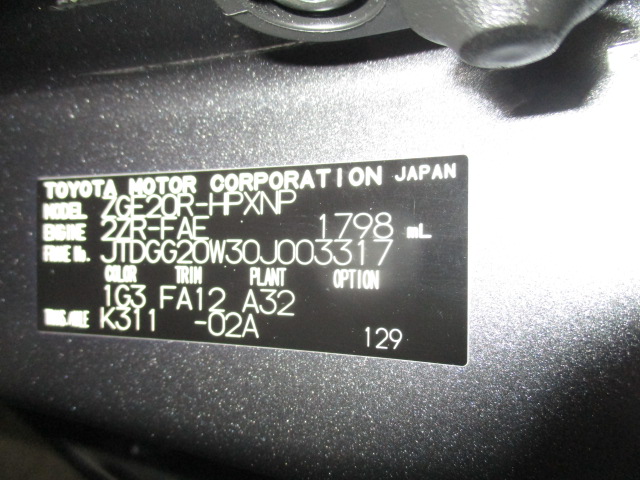 TOYOTA MOTOR CORPORATION JAPAN
MODEL ZGE20R-HPXNP
ENGINE 2ZR-FAE 1798 mL
FRAME No. JTDGG20W30J003317
COLOR TRIM PLANT OPTION
1G3 FA12 A32
TRANS./AXLE K311 -02A
129